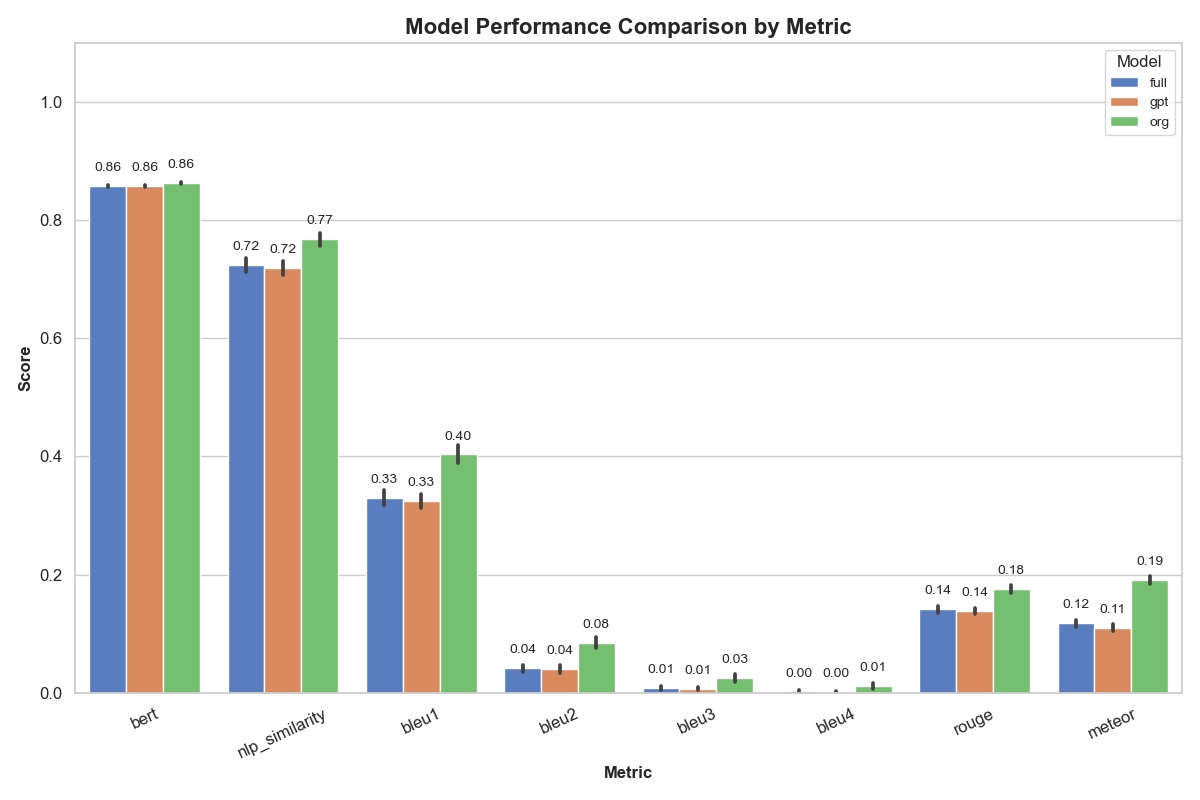 Model Performance Comparison by Metric
Model
full
gpt
org
1.0
0.8
0.6
0.4
0.2
0.0
Score
0.86 0.86 0.86
0.72 0.72 0.77
0.33 0.33 0.40
0.04 0.04 0.08
0.01 0.01 0.03
0.00 0.00 0.01
0.14 0.14 0.18
0.12 0.11 0.19
bert
nlp_similarity
bleu1
bleu2
bleu3
bleu4
rouge
meteor
Metric